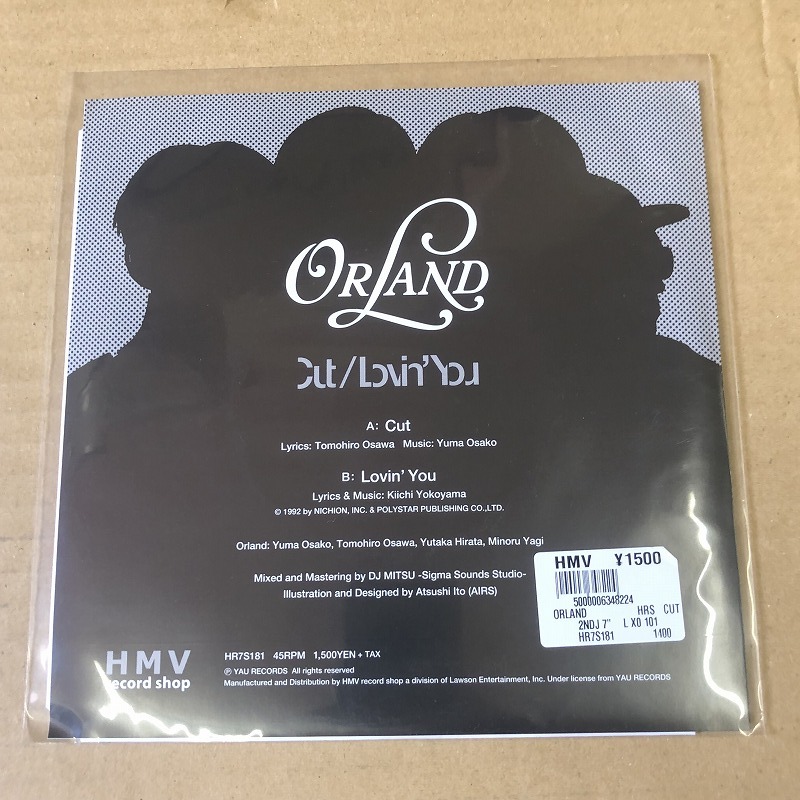 ORLAND
Cut / Lovin' You
A: Cut
Lyrics: Tomohiro Osawa Music: Yuma Osako
B: Lovin' You
Lyrics & Music: Kiichi Yokoyama
© 1992 by NICHION, INC. & POLYSTAR PUBLISHING CO.,LTD.
Orland: Yuma Osako, Tomohiro Osawa, Yutaka Hirata, Minoru Yagi
Mixed and Mastering by DJ MITSU -Sigma Sounds Studio-
Illustration and Designed by Atsushi Ito (AIRS)
HMV ¥1500
5000006348224
ORLAND HRS CUT
2NDJ 7" L X0 101
HR7S181 1400
HMV
record shop
HR7S181 45RPM 1,500YEN + TAX
℗ YAU RECORDS All rights reserved
Manufactured and Distribution by HMV record shop a division of Lawson Entertainment, Inc. Under license from YAU RECORDS